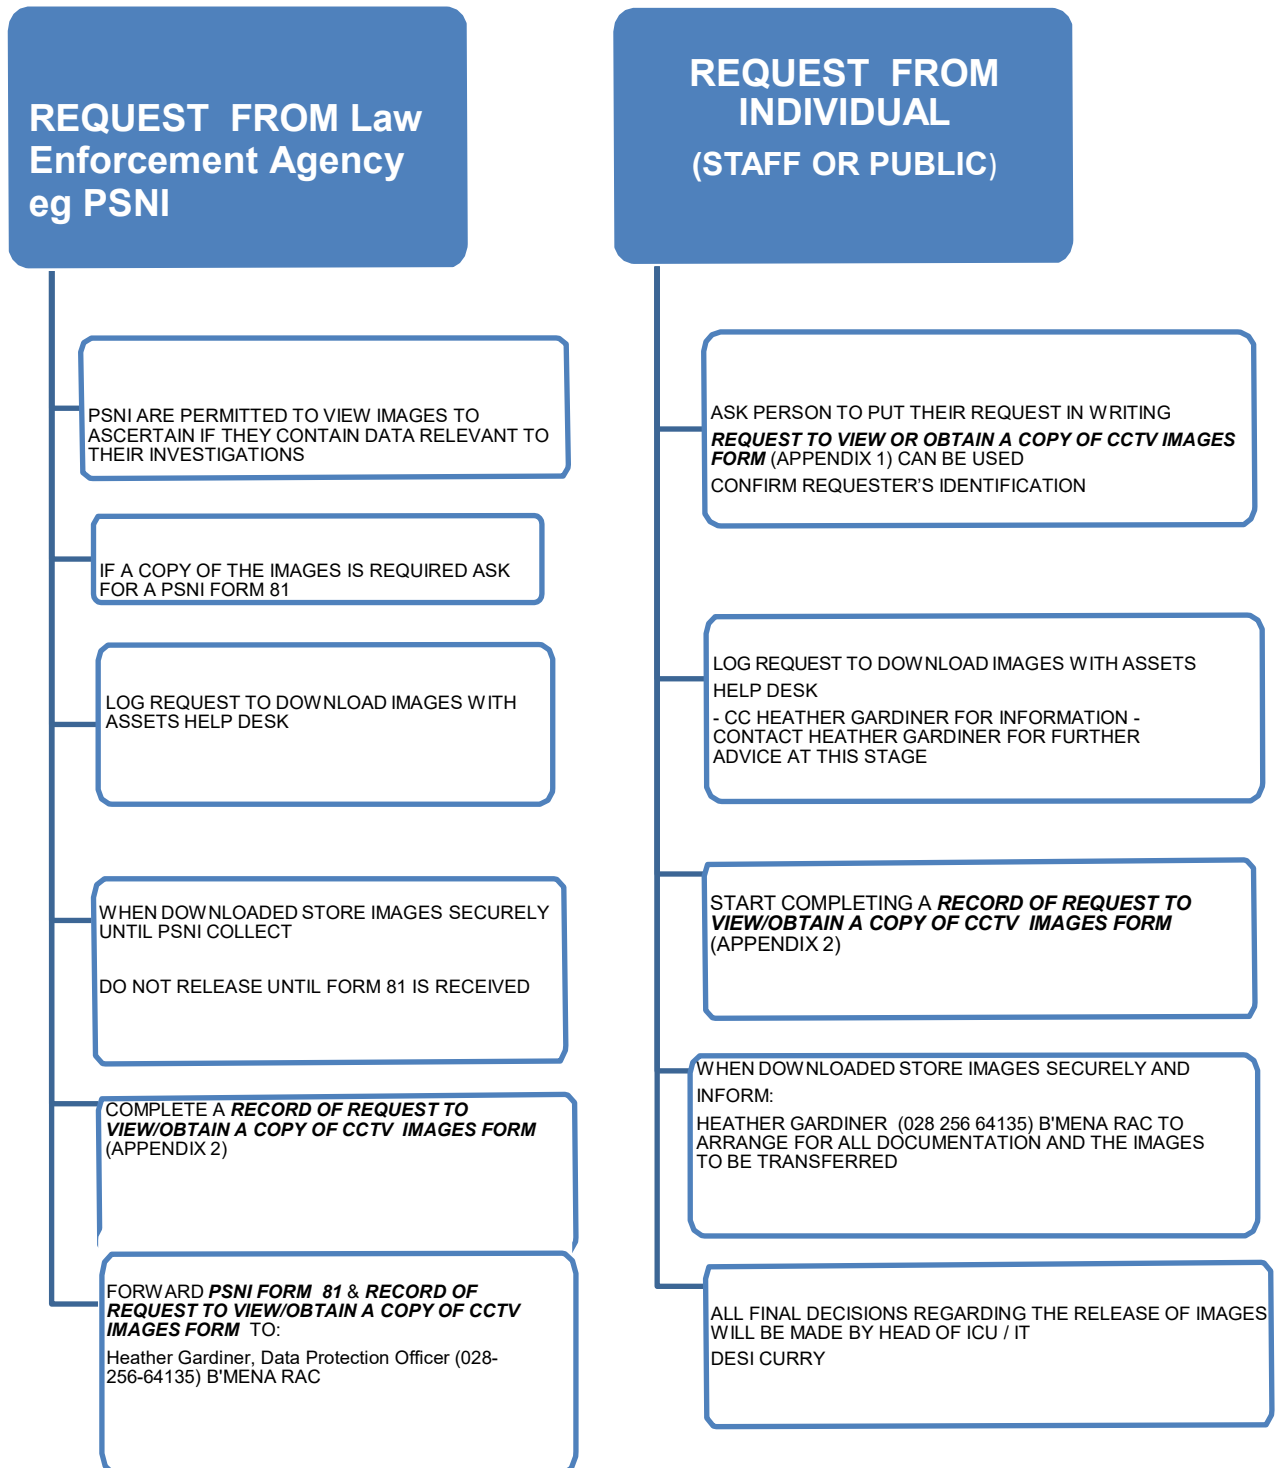 REQUEST FROM Law
Enforcement Agency
eg PSNI
PSNI ARE PERMITTED TO VIEW IMAGES TO
ASCERTAIN IF THEY CONTAIN DATA RELEVANT TO
THEIR INVESTIGATIONS
IF A COPY OF THE IMAGES IS REQUIRED ASK
FOR A PSNI FORM 81
LOG REQUEST TO DOWNLOAD IMAGES WITH
ASSETS HELP DESK
WHEN DOWNLOADED STORE IMAGES SECURELY
UNTIL PSNI COLLECT
DO NOT RELEASE UNTIL FORM 81 IS RECEIVED
COMPLETE A RECORD OF REQUEST TO
VIEW/OBTAIN A COPY OF CCTV IMAGES FORM
(APPENDIX 2)
FORWARD PSNI FORM 81 & RECORD OF
REQUEST TO VIEW/OBTAIN A COPY OF CCTV
IMAGES FORM TO:
Heather Gardiner, Data Protection Officer (028-
256-64135) B'MENA RAC
REQUEST FROM
INDIVIDUAL
(STAFF OR PUBLIC)
ASK PERSON TO PUT THEIR REQUEST IN WRITING
REQUEST TO VIEW OR OBTAIN A COPY OF CCTV IMAGES
FORM (APPENDIX 1) CAN BE USED
CONFIRM REQUESTER’S IDENTIFICATION
LOG REQUEST TO DOWNLOAD IMAGES WITH ASSETS
HELP DESK
- CC HEATHER GARDINER FOR INFORMATION -
CONTACT HEATHER GARDINER FOR FURTHER
ADVICE AT THIS STAGE
START COMPLETING A RECORD OF REQUEST TO
VIEW/OBTAIN A COPY OF CCTV IMAGES FORM
(APPENDIX 2)
WHEN DOWNLOADED STORE IMAGES SECURELY AND
INFORM:
HEATHER GARDINER (028 256 64135) B'MENA RAC TO
ARRANGE FOR ALL DOCUMENTATION AND THE IMAGES
TO BE TRANSFERRED
ALL FINAL DECISIONS REGARDING THE RELEASE OF IMAGES
WILL BE MADE BY HEAD OF ICU / IT
DESI CURRY